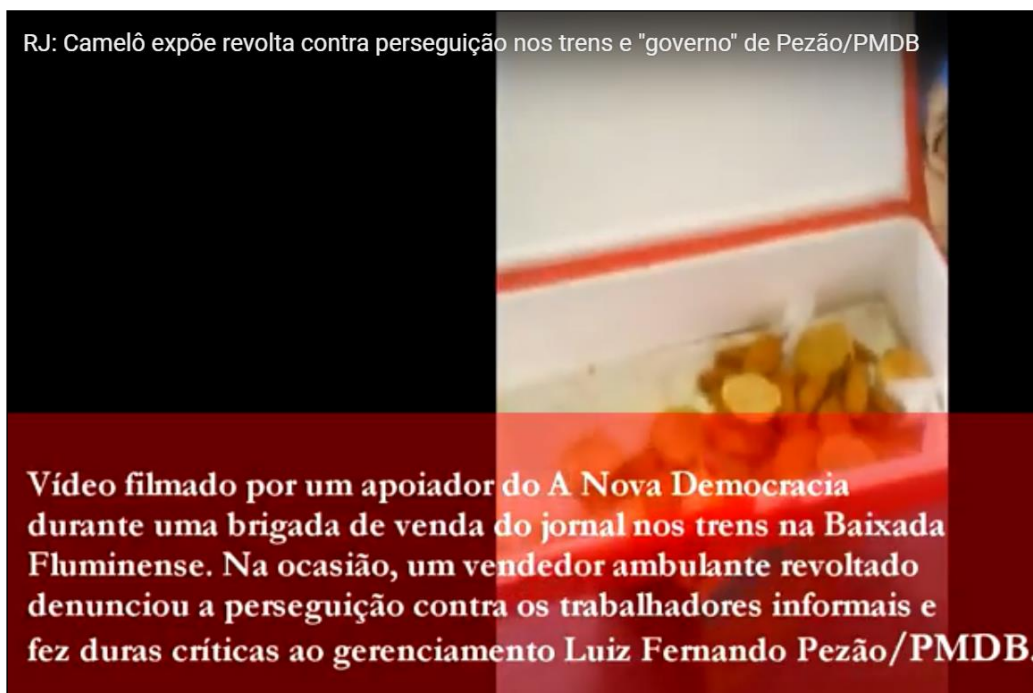 RJ: Camelô expõe revolta contra perseguição nos trens e "governo" de Pezão/PMDB
Vídeo filmado por um apoiador do A Nova Democracia
durante uma brigada de venda do jornal nos trens na Baixada
Fluminense. Na ocasião, um vendedor ambulante revoltado
denunciou a perseguição contra os trabalhadores informais e
fez duras críticas ao gerenciamento Luiz Fernando Pezão/PMDB.